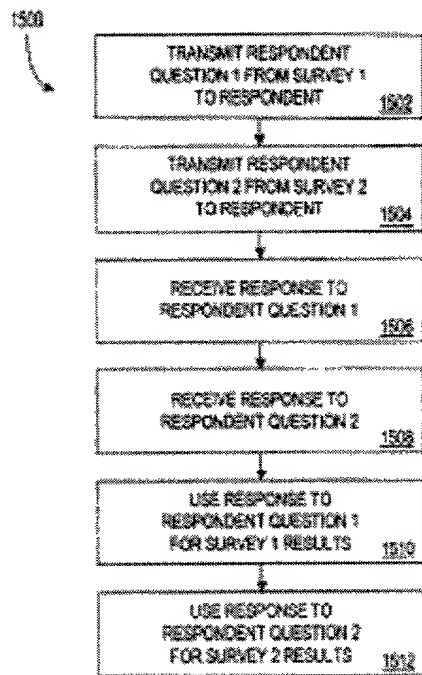 1500
TRANSMIT RESPONDENT
QUESTION 1 FROM SURVEY 1
TO RESPONDENT
1502
TRANSMIT RESPONDENT
QUESTION 2 FROM SURVEY 2
TO RESPONDENT
1504
RECEIVE RESPONSE TO
RESPONDENT QUESTION 1
1506
RECEIVE RESPONSE TO
RESPONDENT QUESTION 2
1508
USE RESPONSE TO
RESPONDENT QUESTION 1
FOR SURVEY 1 RESULTS
1510
USE RESPONSE TO
RESPONDENT QUESTION 2
FOR SURVEY 2 RESULTS
1512